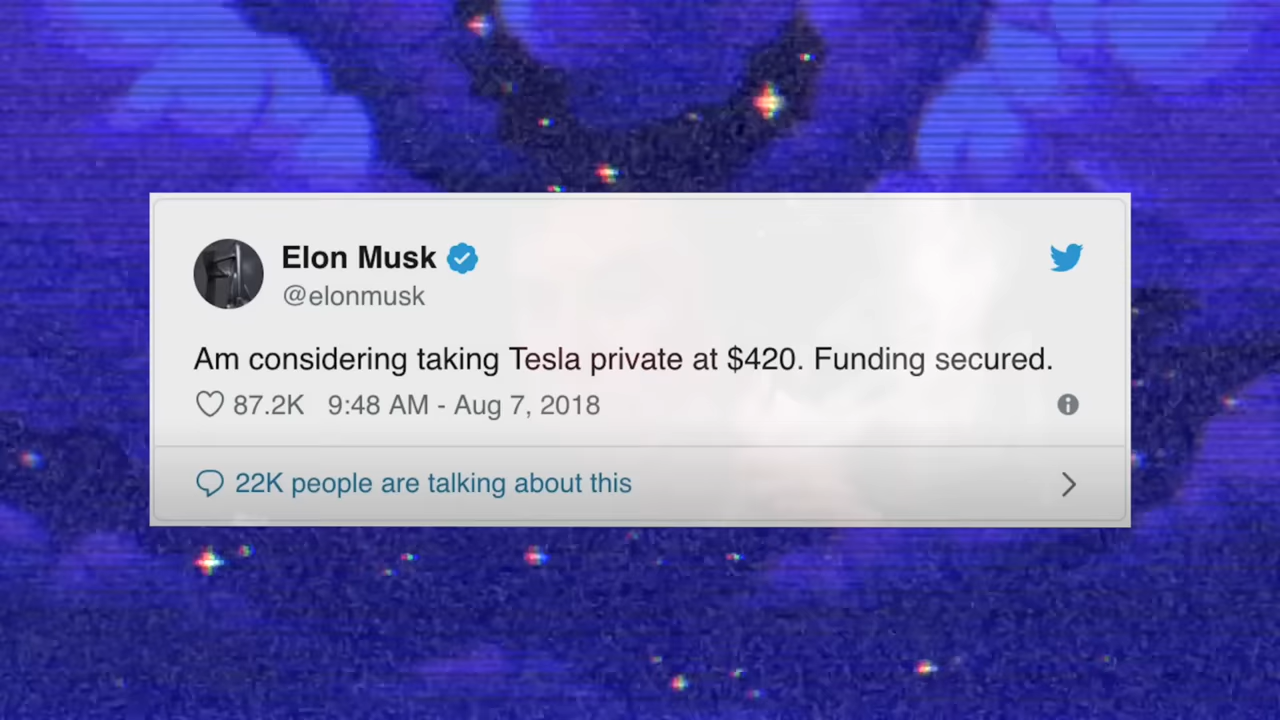 Elon Musk
@elonmusk
Am considering taking Tesla private at $420. Funding secured.
87.2K 9:48 AM - Aug 7, 2018
22K people are talking about this